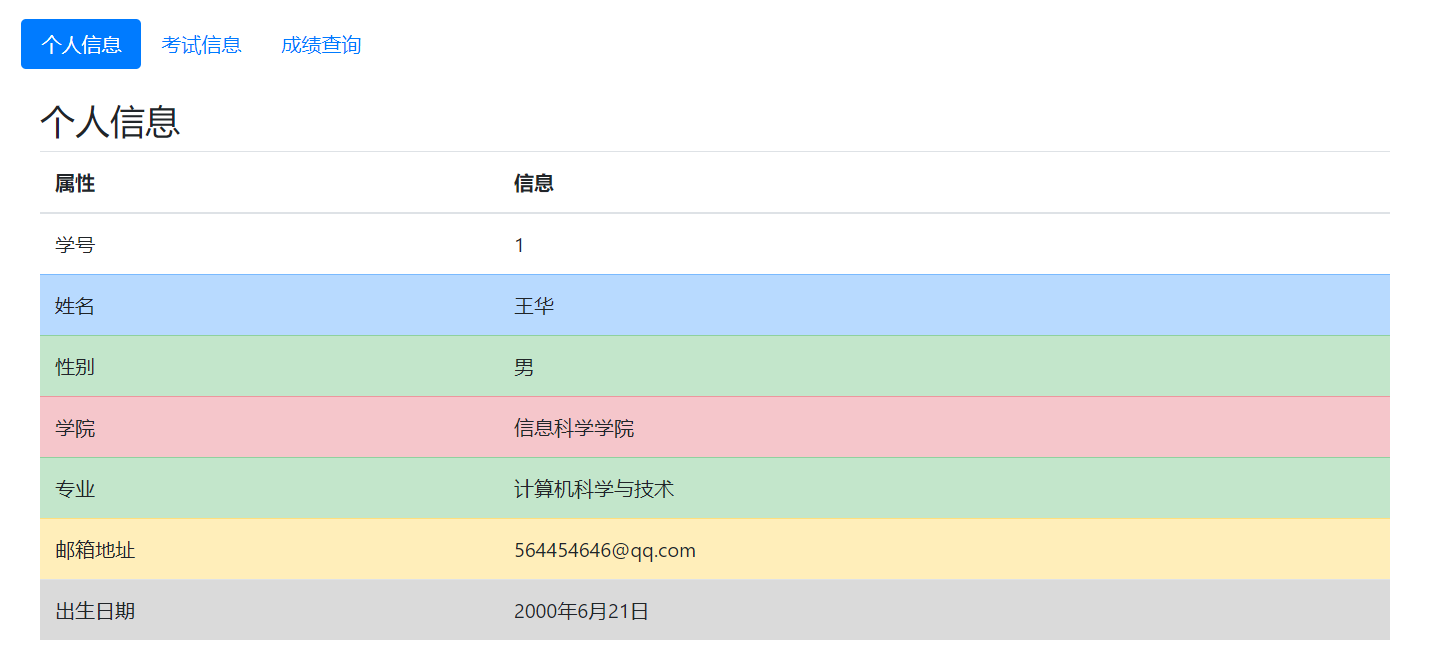 个人信息 考试信息 成绩查询
个人信息
属性 信息
学号 1
姓名 王华
性别 男
学院 信息科学学院
专业 计算机科学与技术
邮箱地址 564454646@qq.com
出生日期 2000年6月21日